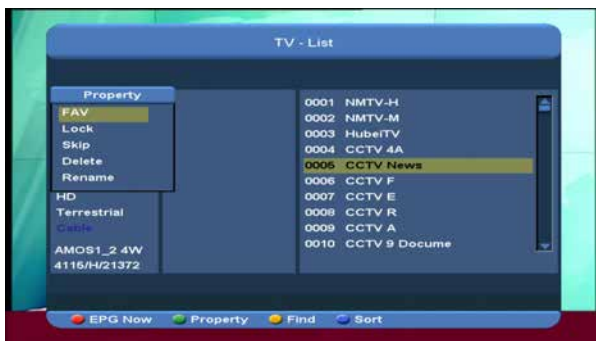 TV - List
Property
FAV
Lock
Skip
Delete
Rename
HD
Terrestrial
Cable
AMOS1_2 4W
4116/H/21372
0001 NMTV-H
0002 NMTV-M
0003 HubeiTV
0004 CCTV 4A
0005 CCTV News
0006 CCTV F
0007 CCTV E
0008 CCTV R
0009 CCTV A
0010 CCTV 9 Docume
EPG Now
Property
Find
Sort